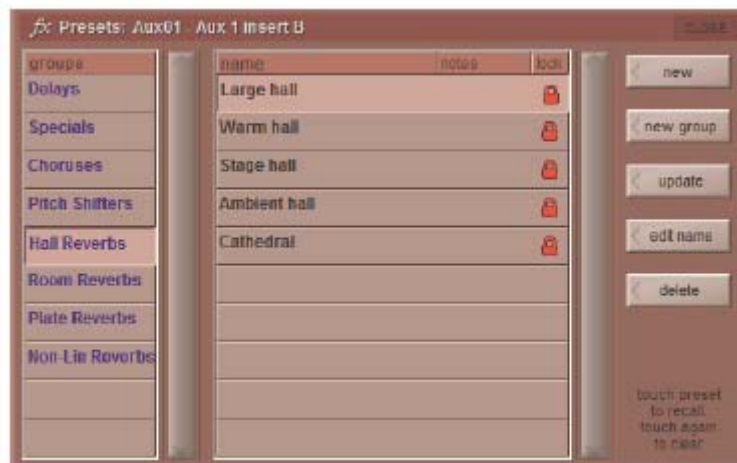 fx Presets: Aux01 - Aux 1 insert B
CLOSE
groups
Delays
Specials
Choruses
Pitch Shifters
Hall Reverbs
Room Reverbs
Plate Reverbs
Non-Lin Reverbs
name notes lock
Large hall
Warm hall
Stage hall
Ambient hall
Cathedral
new
new group
update
edit name
delete
touch preset
to recall
touch again
to clear